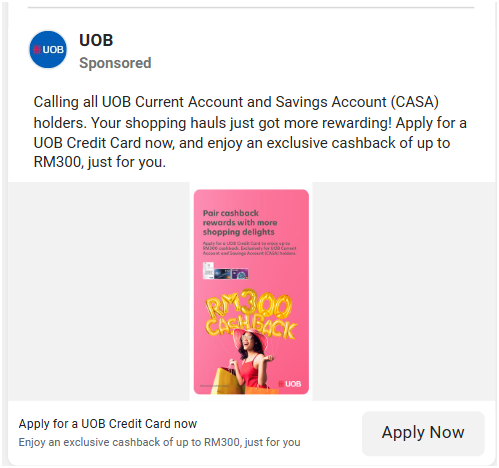 UOB
UOB
Sponsored
Calling all UOB Current Account and Savings Account (CASA)
holders. Your shopping hauls just got more rewarding! Apply for a
UOB Credit Card now, and enjoy an exclusive cashback of up to
RM300, just for you.
Pair cashback
rewards with more
shopping delights
Apply for a UOB Credit Card to enjoy up to
RM300 cashback. Exclusively for UOB Current
Account and Savings Account (CASA) holders.
RM300
CASHBACK
UOB
Apply for a UOB Credit Card now
Enjoy an exclusive cashback of up to RM300, just for you
Apply Now